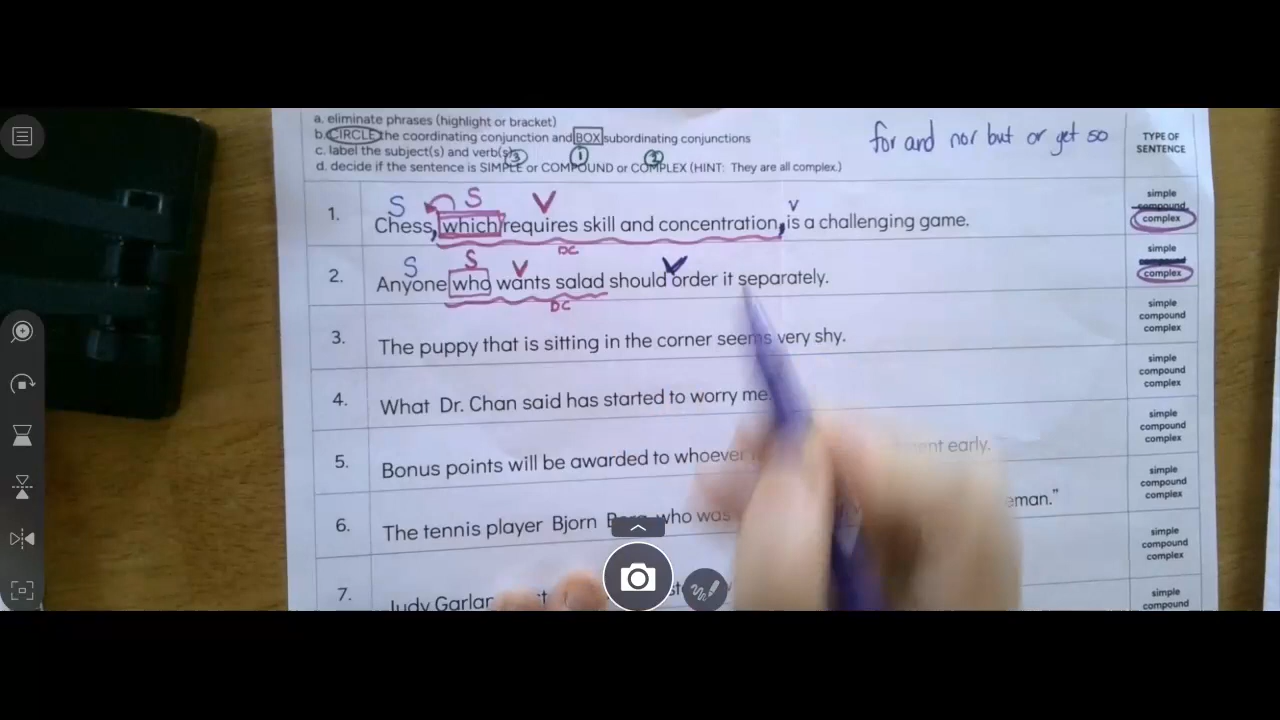 a. eliminate phrases (highlight or bracket)
b. CIRCLE the coordinating conjunction and BOX subordinating conjunctions
c. label the subject(s) and verb(s)
3 1 2
d. decide if the sentence is SIMPLE or COMPOUND or COMPLEX (HINT: They are all complex.)
for and nor but or yet so
TYPE OF
SENTENCE
S S V V
1. Chess, which requires skill and concentration, is a challenging game.
DC
simple
compound
complex
S S V V
2. Anyone who wants salad should order it separately.
DC
simple
complex
3. The puppy that is sitting in the corner seems very shy.
simple
compound
complex
4. What Dr. Chan said has started to worry me.
simple
compound
complex
5. Bonus points will be awarded to whoever early.
simple
compound
complex
6. The tennis player Bjorn who was
simple
compound
complex
7. Judy
simple
compound